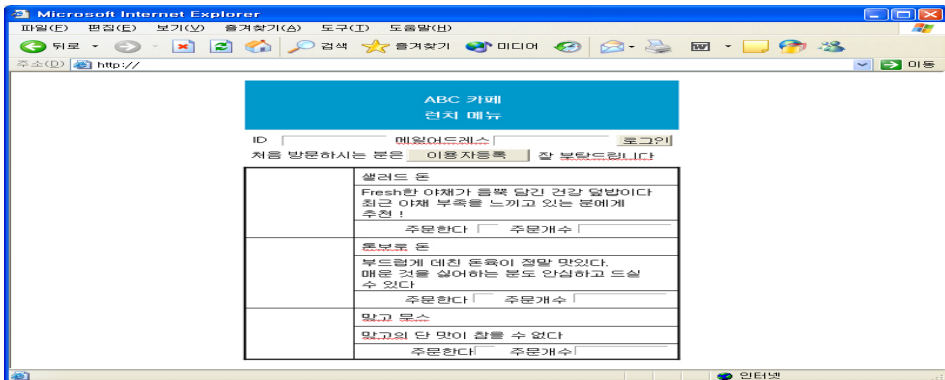 Microsoft Internet Explorer
파일(F) 편집(E) 보기(V) 즐겨찾기(A) 도구(T) 도움말(H)
뒤로 검색 즐겨찾기 미디어
주소(D) http:// 이동
ABC 카페
런치 메뉴
ID 메일어드레스 로그인
처음 방문하시는 분은 이용자등록 잘 부탁드립니다
샐러드 돈
Fresh한 야채가 듬뿍 담긴 건강 덮밥이다
최근 야채 부족을 느끼고 있는 분에게
추천 !
주문한다 주문개수
톤보로 돈
부드럽게 데친 돈육이 정말 맛있다.
매운 것을 싫어하는 분도 안심하고 드실
수 있다
주문한다 주문개수
망고 무스
망고의 단 맛이 참을 수 없다
주문한다 주문개수
인터넷